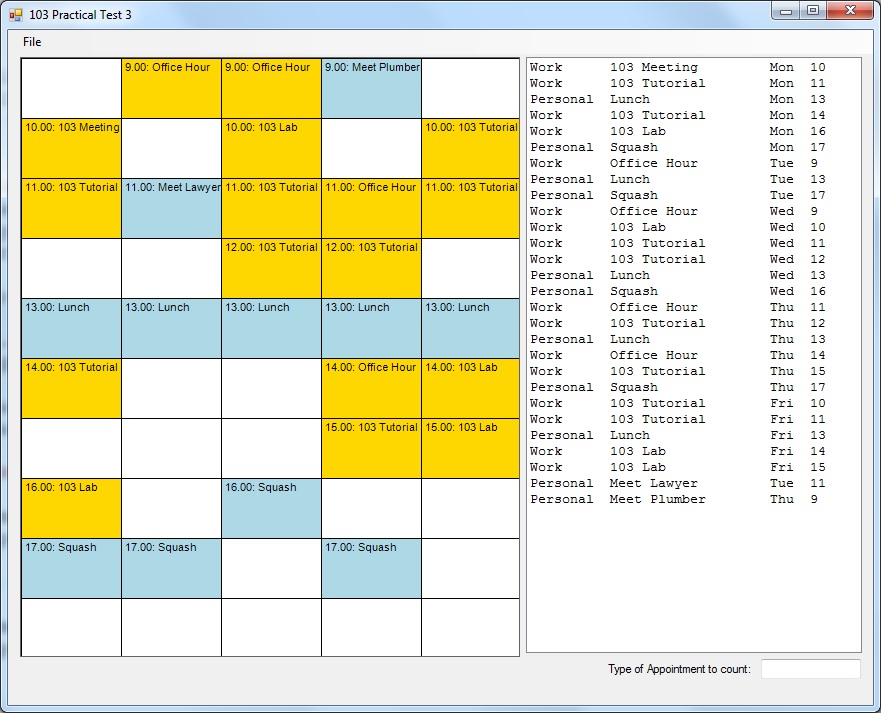 103 Practical Test 3
File
9.00: Office Hour 9.00: Office Hour 9.00: Meet Plumber
10.00: 103 Meeting 10.00: 103 Lab 10.00: 103 Tutorial
11.00: 103 Tutorial 11.00: Meet Lawyer 11.00: 103 Tutorial 11.00: Office Hour 11.00: 103 Tutorial
12.00: 103 Tutorial 12.00: 103 Tutorial
13.00: Lunch 13.00: Lunch 13.00: Lunch 13.00: Lunch 13.00: Lunch
14.00: 103 Tutorial 14.00: Office Hour 14.00: 103 Lab
15.00: 103 Tutorial 15.00: 103 Lab
16.00: 103 Lab 16.00: Squash
17.00: Squash 17.00: Squash 17.00: Squash
Work 103 Meeting Mon 10
Work 103 Tutorial Mon 11
Personal Lunch Mon 13
Work 103 Tutorial Mon 14
Work 103 Lab Mon 16
Personal Squash Mon 17
Work Office Hour Tue 9
Personal Lunch Tue 13
Personal Squash Tue 17
Work Office Hour Wed 9
Work 103 Lab Wed 10
Work 103 Tutorial Wed 11
Work 103 Tutorial Wed 12
Personal Lunch Wed 13
Personal Squash Wed 16
Work Office Hour Thu 11
Work 103 Tutorial Thu 12
Personal Lunch Thu 13
Work Office Hour Thu 14
Work 103 Tutorial Thu 15
Personal Squash Thu 17
Work 103 Tutorial Fri 10
Work 103 Tutorial Fri 11
Personal Lunch Fri 13
Work 103 Lab Fri 14
Work 103 Lab Fri 15
Personal Meet Lawyer Tue 11
Personal Meet Plumber Thu 9
Type of Appointment to count: